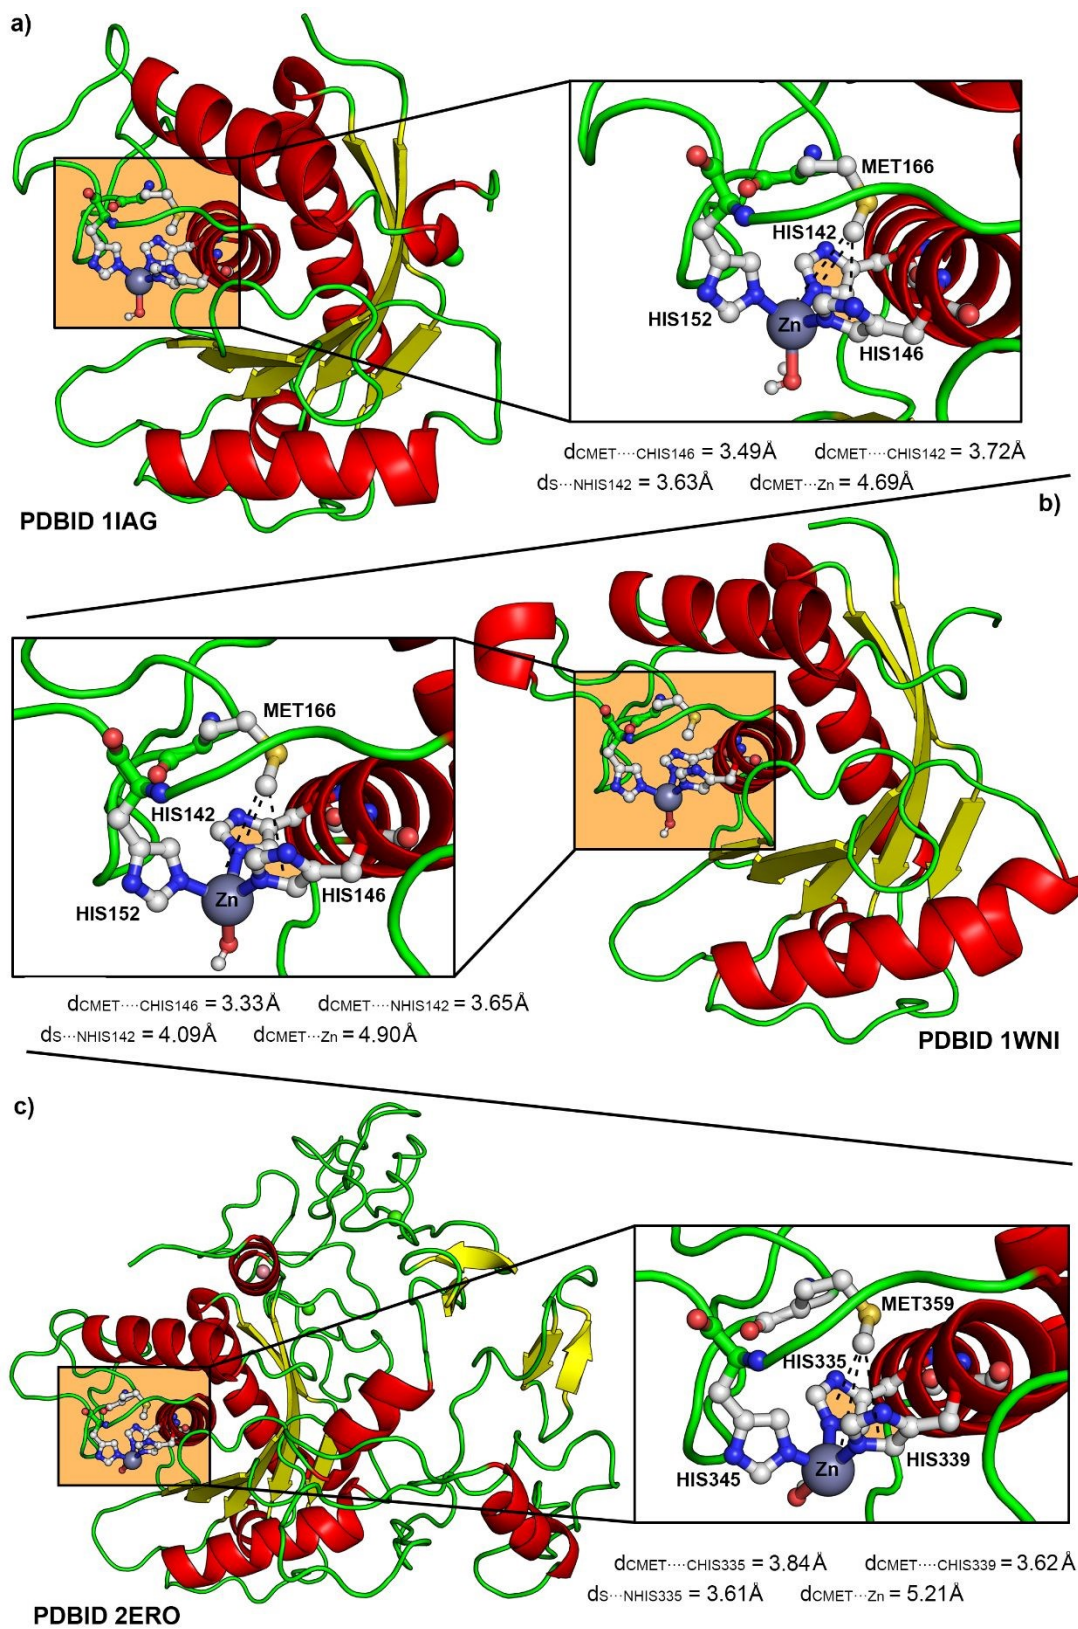 a)
MET166
HIS142
HIS152
Zn
HIS146
dCMET····CHIS146 = 3.49Å dCMET····CHIS142 = 3.72Å
dS···NHIS142 = 3.63Å dCMET···Zn = 4.69Å
PDBID 1IAG
b)
MET166
HIS142
HIS152
Zn
HIS146
dCMET····CHIS146 = 3.33Å dCMET····NHIS142 = 3.65Å
dS···NHIS142 = 4.09Å dCMET···Zn = 4.90Å
PDBID 1WNI
c)
MET359
HIS335
HIS345
Zn
HIS339
dCMET····CHIS335 = 3.84Å dCMET····CHIS339 = 3.62Å
dS···NHIS335 = 3.61Å dCMET···Zn = 5.21Å
PDBID 2ERO